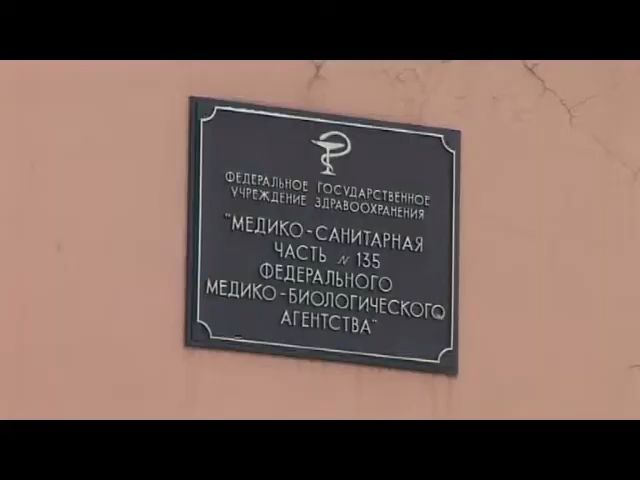 ФЕДЕРАЛЬНОЕ ГОСУДАРСТВЕННОЕ
УЧРЕЖДЕНИЕ ЗДРАВООХРАНЕНИЯ
"МЕДИКО-САНИТАРНАЯ
ЧАСТЬ № 135
ФЕДЕРАЛЬНОГО
МЕДИКО-БИОЛОГИЧЕСКОГО
АГЕНТСТВА"